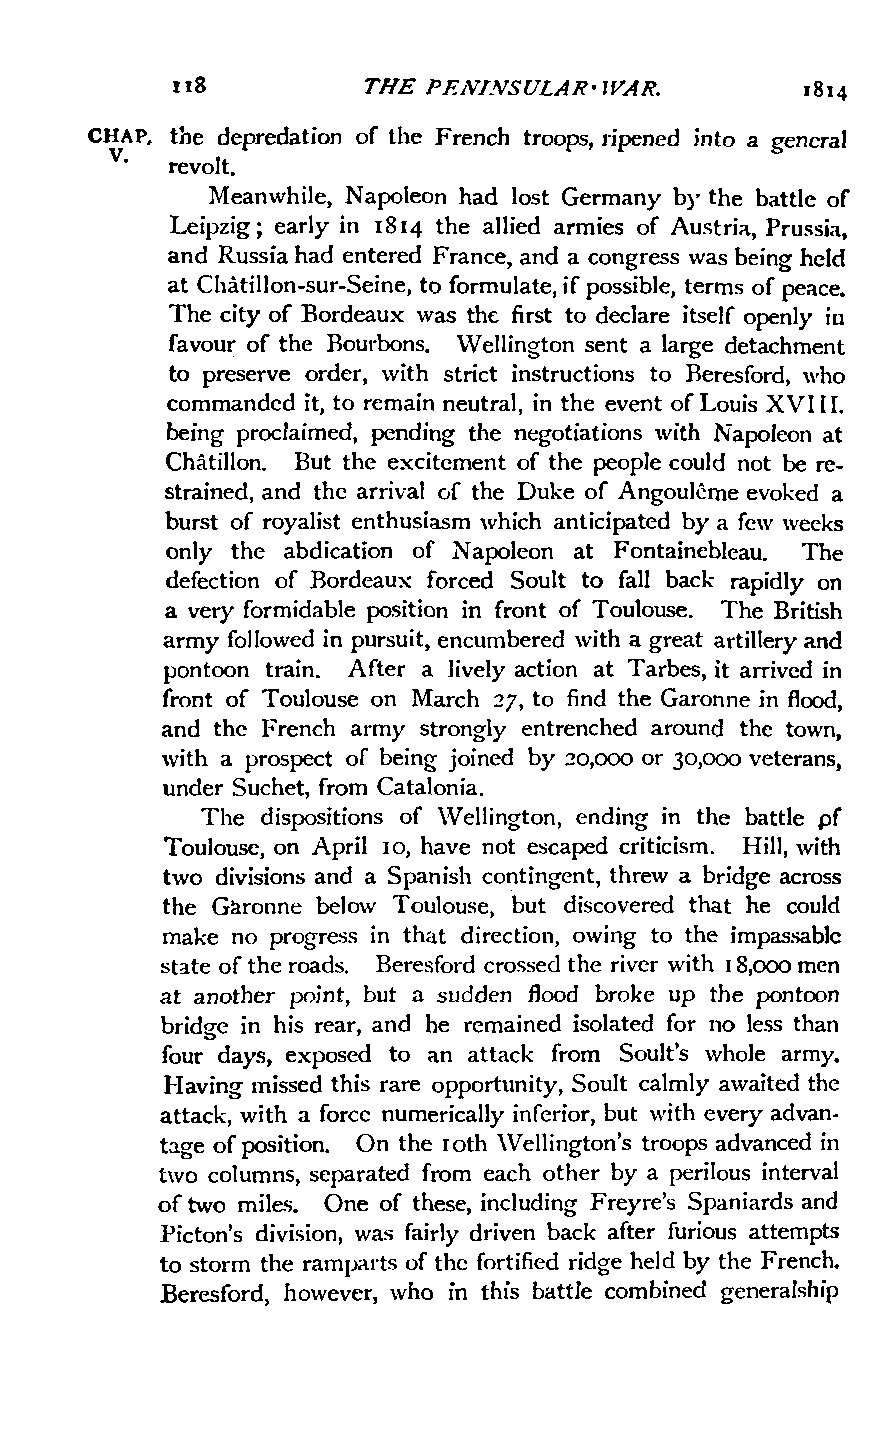 118 THE PENINSULAR WAR. 1814
CHAP. the depredation of the French troops, ripened into a general
V. revolt.
Meanwhile, Napoleon had lost Germany by the battle of
Leipzig; early in 1814 the allied armies of Austria, Prussia,
and Russia had entered France, and a congress was being held
at Châtillon-sur-Seine, to formulate, if possible, terms of peace.
The city of Bordeaux was the first to declare itself openly in
favour of the Bourbons. Wellington sent a large detachment
to preserve order, with strict instructions to Beresford, who
commanded it, to remain neutral, in the event of Louis XVIII.
being proclaimed, pending the negotiations with Napoleon at
Châtillon. But the excitement of the people could not be re-
strained, and the arrival of the Duke of Angoulême evoked a
burst of royalist enthusiasm which anticipated by a few weeks
only the abdication of Napoleon at Fontainebleau. The
defection of Bordeaux forced Soult to fall back rapidly on
a very formidable position in front of Toulouse. The British
army followed in pursuit, encumbered with a great artillery and
pontoon train. After a lively action at Tarbes, it arrived in
front of Toulouse on March 27, to find the Garonne in flood,
and the French army strongly entrenched around the town,
with a prospect of being joined by 20,000 or 30,000 veterans,
under Suchet, from Catalonia.
The dispositions of Wellington, ending in the battle of
Toulouse, on April 10, have not escaped criticism. Hill, with
two divisions and a Spanish contingent, threw a bridge across
the Garonne below Toulouse, but discovered that he could
make no progress in that direction, owing to the impassable
state of the roads. Beresford crossed the river with 18,000 men
at another point, but a sudden flood broke up the pontoon
bridge in his rear, and he remained isolated for no less than
four days, exposed to an attack from Soult's whole army.
Having missed this rare opportunity, Soult calmly awaited the
attack, with a force numerically inferior, but with every advan-
tage of position. On the 10th Wellington's troops advanced in
two columns, separated from each other by a perilous interval
of two miles. One of these, including Freyre's Spaniards and
Picton's division, was fairly driven back after furious attempts
to storm the ramparts of the fortified ridge held by the French.
Beresford, however, who in this battle combined generalship